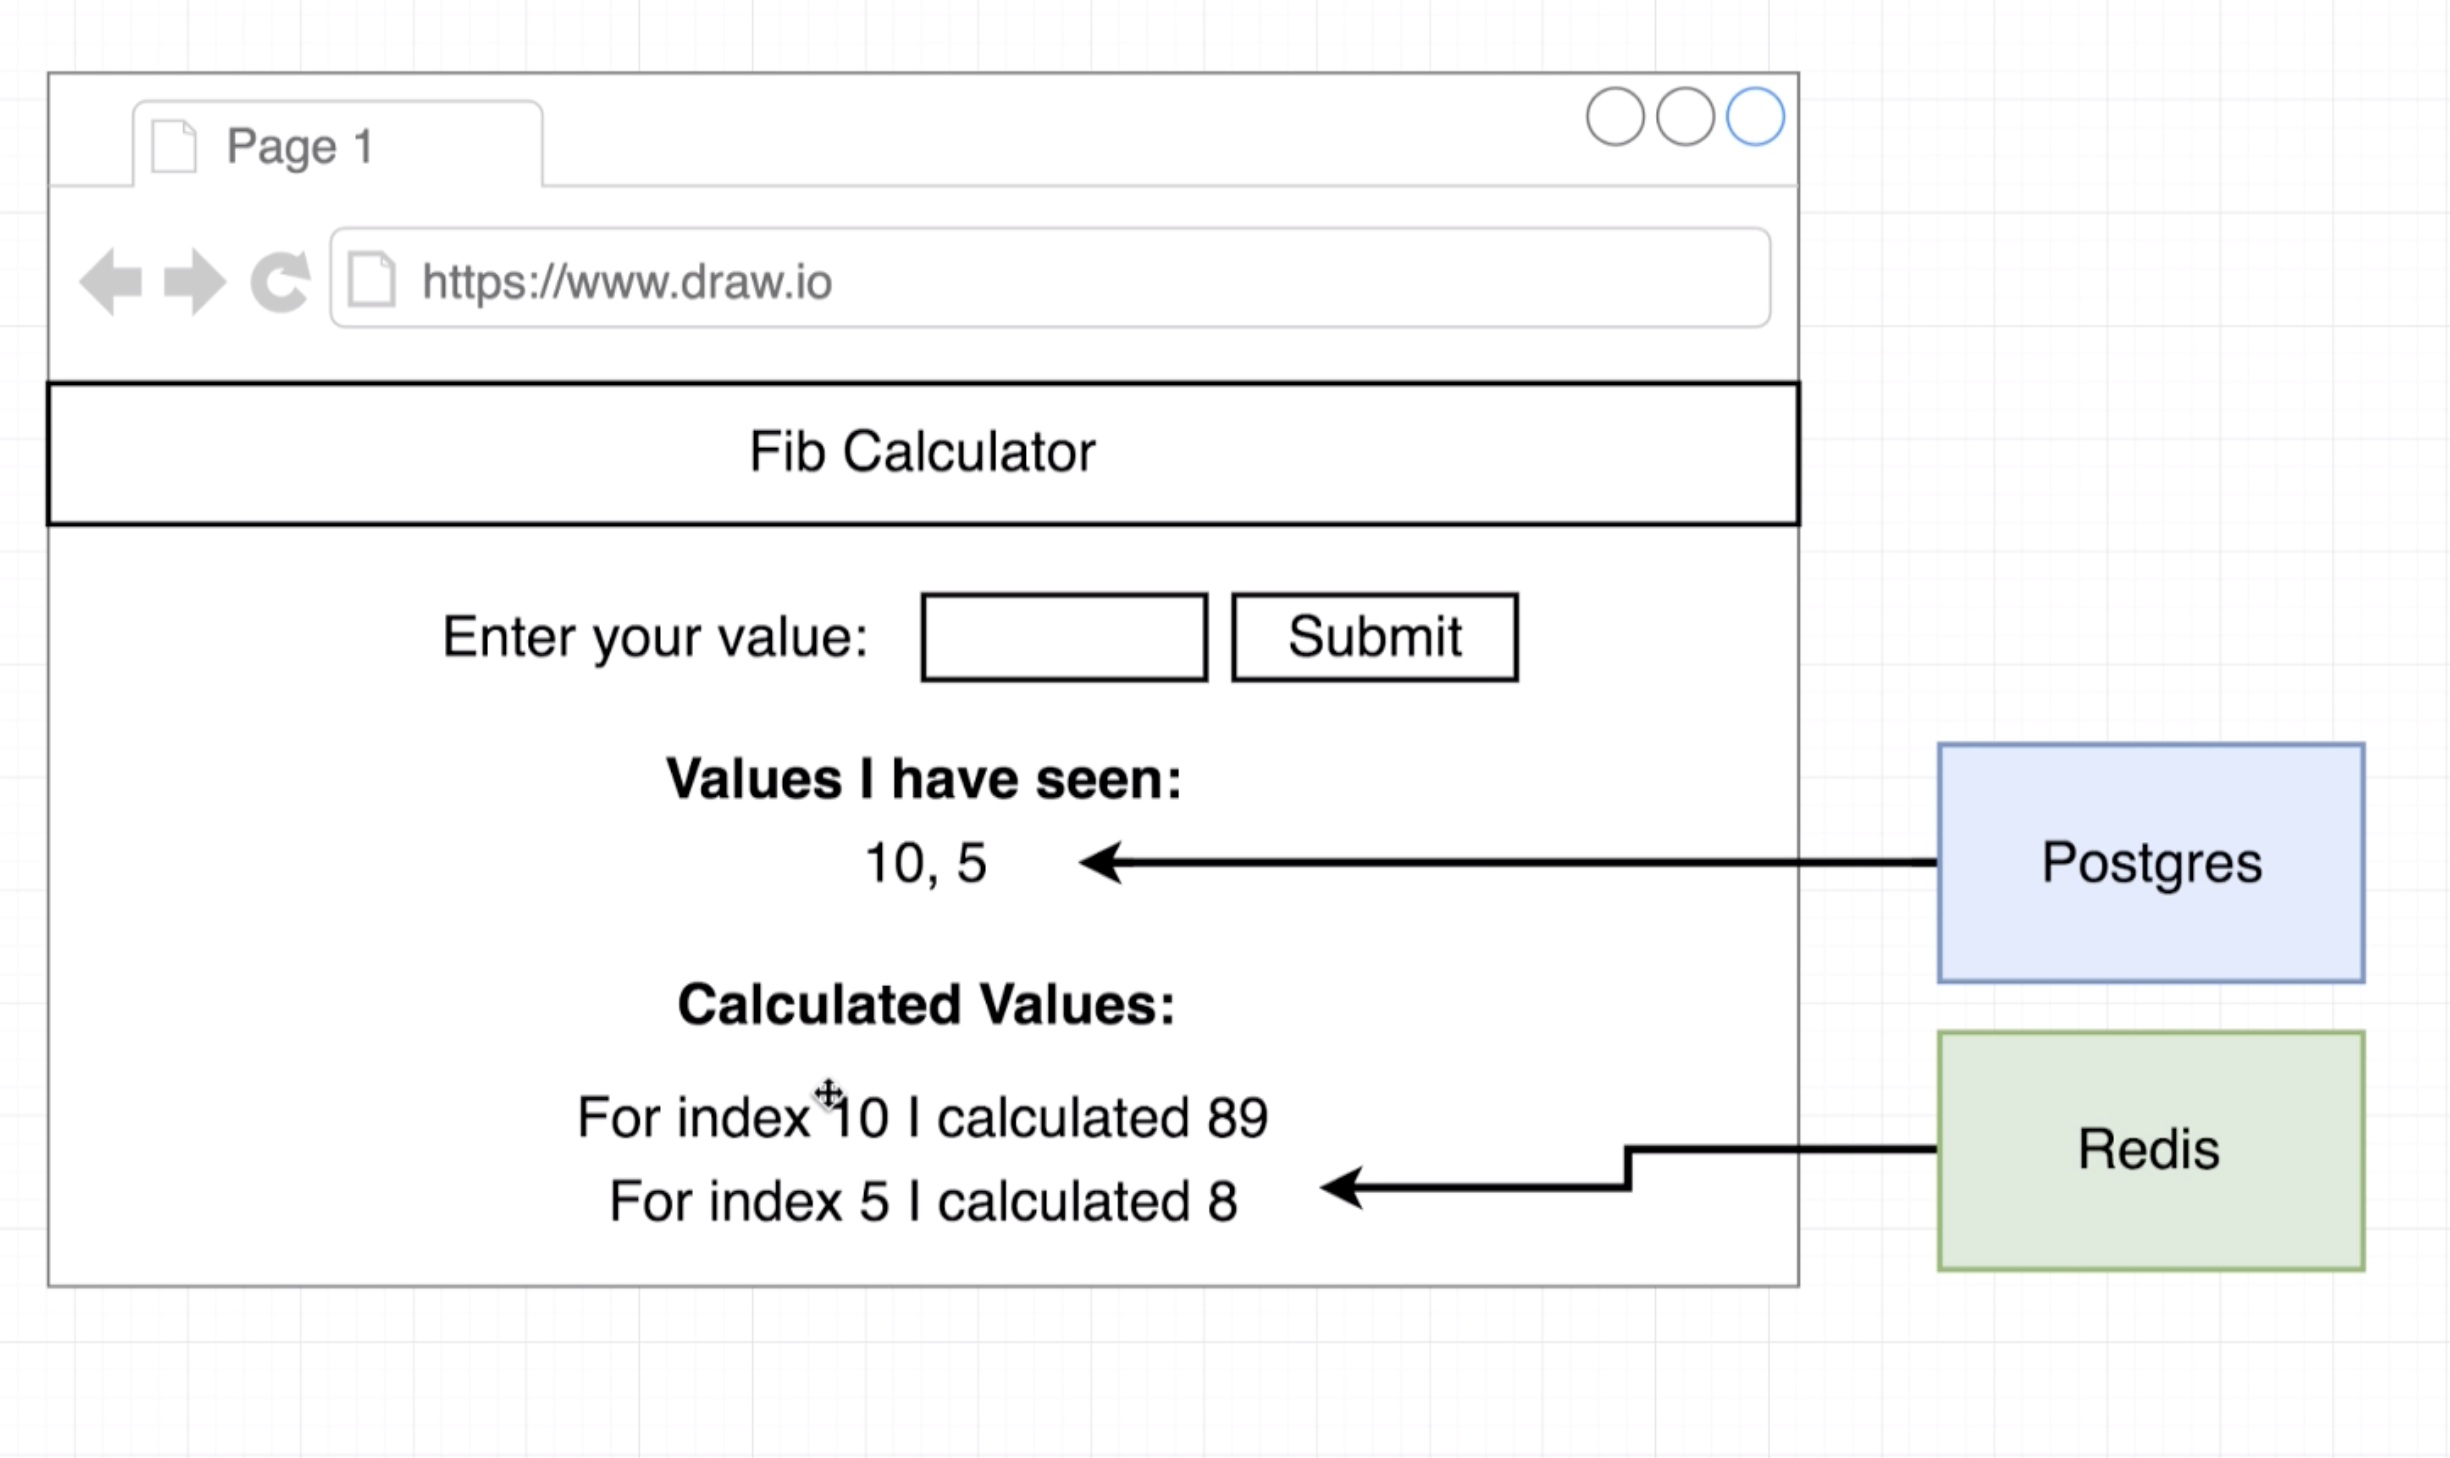 Page 1
https://www.draw.io
Fib Calculator
Enter your value:
Submit
Values I have seen:
10, 5
Postgres
Calculated Values:
For index 10 I calculated 89
For index 5 I calculated 8
Redis